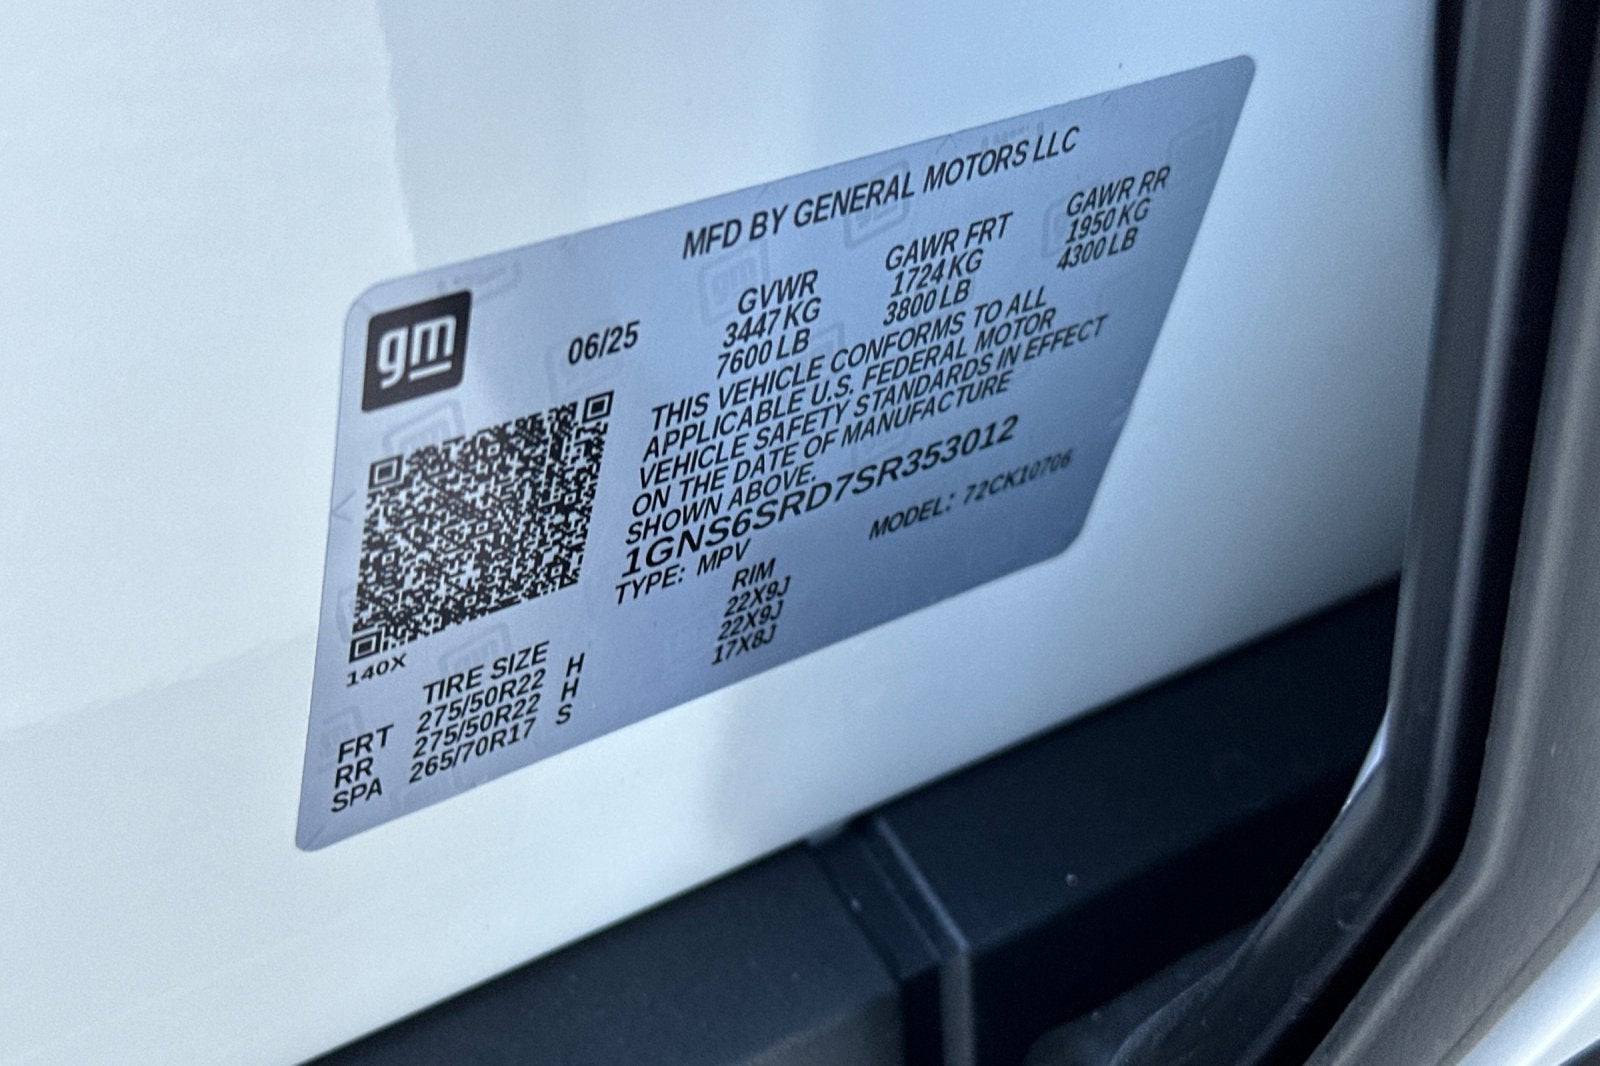 MFD BY GENERAL MOTORS LLC
gm
06/25
GVWR GAWR FRT GAWR RR
3447 KG 1724 KG 1950 KG
7600 LB 3800 LB 4300 LB
THIS VEHICLE CONFORMS TO ALL
APPLICABLE U.S. FEDERAL MOTOR
VEHICLE SAFETY STANDARDS IN EFFECT
ON THE DATE OF MANUFACTURE
SHOWN ABOVE.
1GNS6SRD7SR353012
TYPE: MPV MODEL: 72CK10706
140X
TIRE SIZE RIM
FRT 275/50R22 H 22X9J
RR 275/50R22 H 22X9J
SPA 265/70R17 S 17X8J